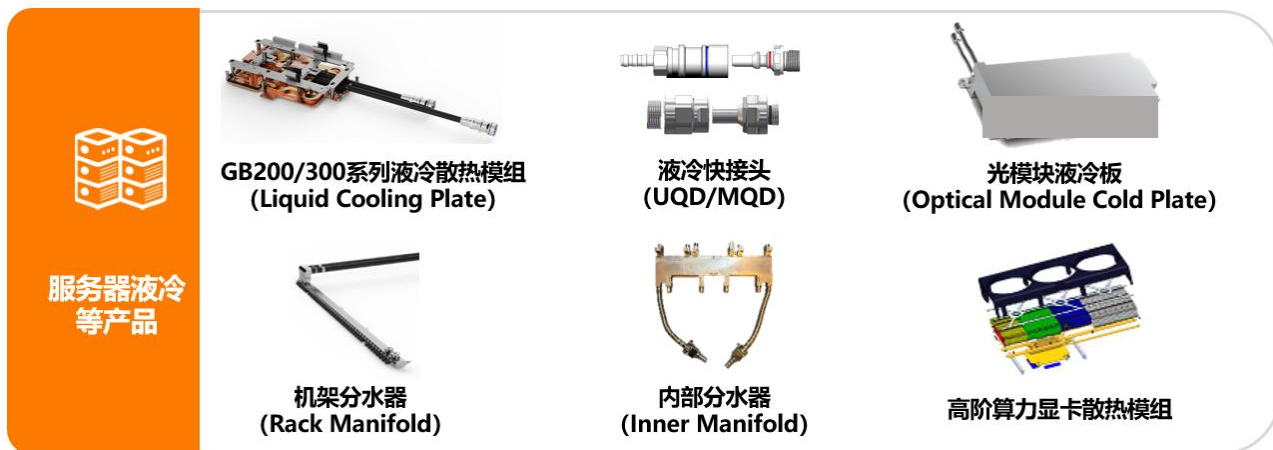 服务器液冷
等产品
GB200/300系列液冷散热模组
(Liquid Cooling Plate)
液冷快接头
(UQD/MQD)
光模块液冷板
(Optical Module Cold Plate)
机架分水器
(Rack Manifold)
内部分水器
(Inner Manifold)
高阶算力显卡散热模组